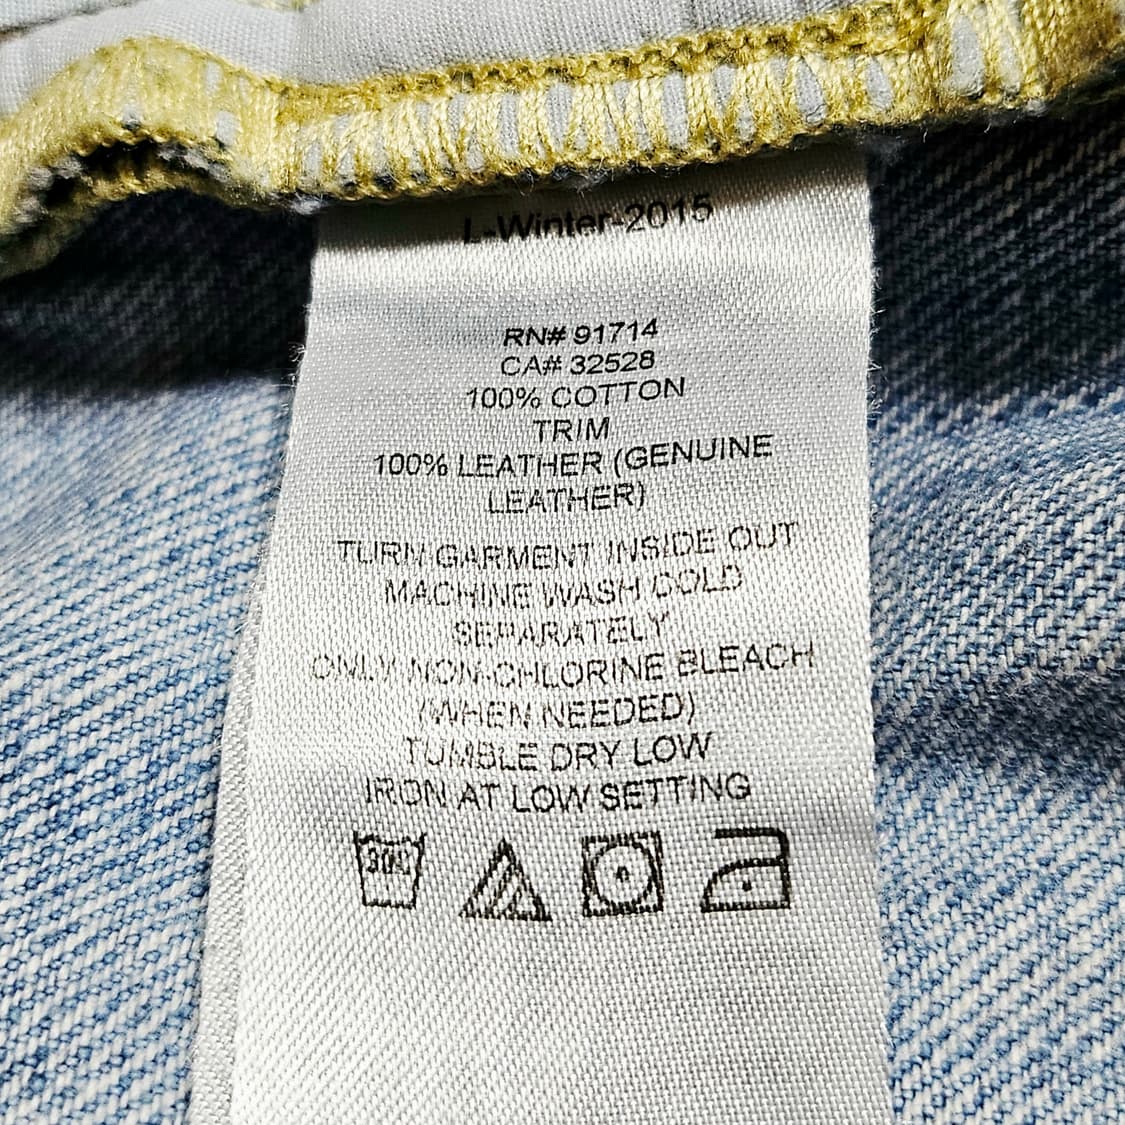 L-Winter-2015
RN# 91714
CA# 32528
100% COTTON
TRIM
100% LEATHER (GENUINE
LEATHER)
TURN GARMENT INSIDE OUT
MACHINE WASH COLD
SEPARATELY
ONLY NON-CHLORINE BLEACH
(WHEN NEEDED)
TUMBLE DRY LOW
IRON AT LOW SETTING
30C